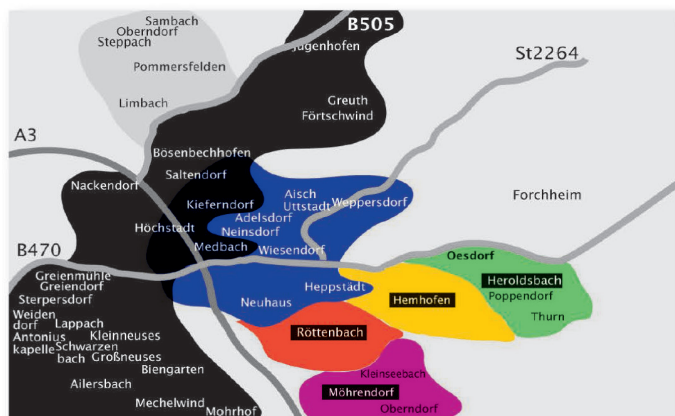 Sambach
Oberndorf
Steppach
Pommersfelden
Limbach
B505
Jugenhofen
St2264
Greuth
Förtschwind
A3
Bösenbechhofen
Saltendorf
Nackendorf
Kieferndorf
Aisch
Uttstadt
Weppersdorf
Forchheim
Adelsdorf
Neinsdorf
Höchstadt
Medbach
Wiesendorf
B470
Oesdorf
Greienmühle
Greiendorf
Sterpersdorf
Heppstädt
Heroldsbach
Hemhofen
Poppendorf
Neuhaus
Thurn
Weiden
dorf
Lappach
Antonius
kapelle
Kleinneuses
Schwarzen
bach
Großneuses
Röttenbach
Biengarten
Ailersbach
Kleinseebach
Möhrendorf
Mechelwind
Mohrhof
Oberndorf